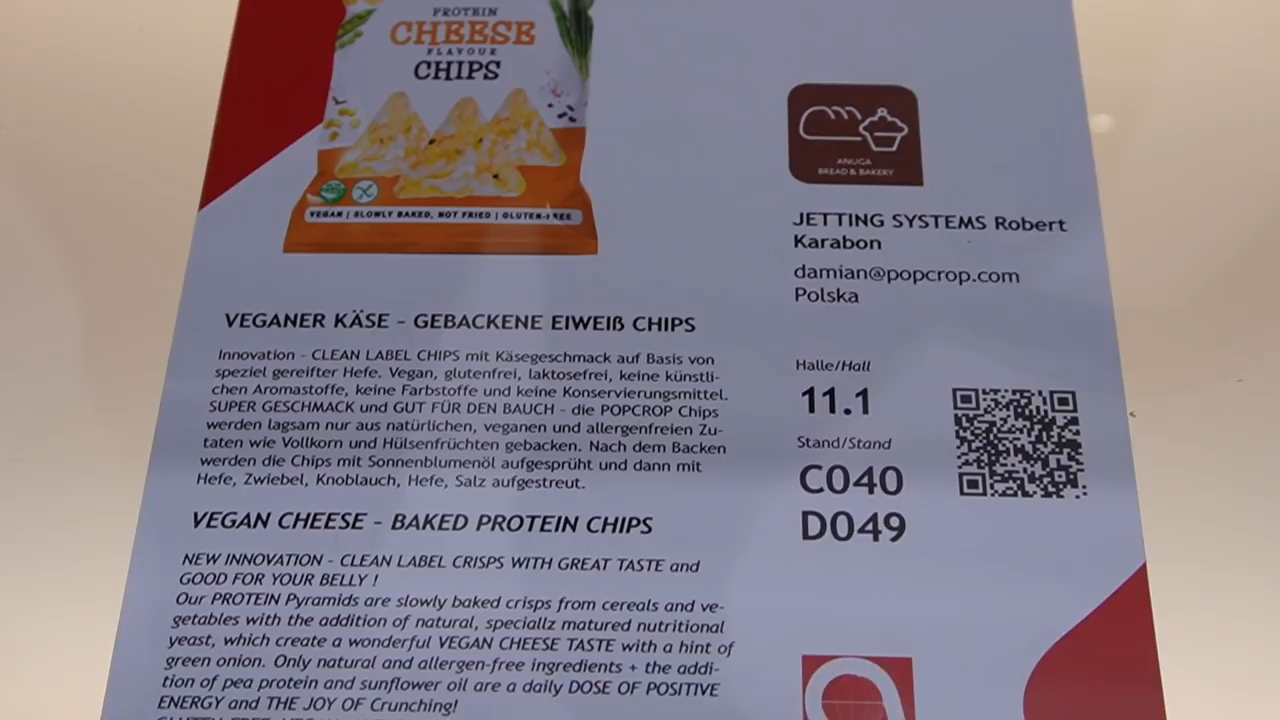 PROTEIN
CHEESE
FLAVOUR
CHIPS
VEGAN | SLOWLY BAKED, NOT FRIED | GLUTEN-FREE
ANUGA
BREAD & BAKERY
JETTING SYSTEMS Robert
Karabon
damian@popcrop.com
Polska
VEGANER KÄSE – GEBACKENE EIWEIß CHIPS
Innovation – CLEAN LABEL CHIPS mit Käsegeschmack auf Basis von
speziel gereifter Hefe. Vegan, glutenfrei, laktosefrei, keine künstli-
chen Aromastoffe, keine Farbstoffe und keine Konservierungsmittel.
SUPER GESCHMACK und GUT FÜR DEN BAUCH – die POPCROP Chips
werden lagsam nur aus natürlichen, veganen und allergenfreien Zu-
taten wie Vollkorn und Hülsenfrüchten gebacken. Nach dem Backen
werden die Chips mit Sonnenblumenöl aufgesprüht und dann mit
Hefe, Zwiebel, Knoblauch, Hefe, Salz aufgestreut.
Halle/Hall
11.1
Stand/Stand
C040
D049
VEGAN CHEESE – BAKED PROTEIN CHIPS
NEW INNOVATION – CLEAN LABEL CRISPS WITH GREAT TASTE and
GOOD FOR YOUR BELLY !
Our PROTEIN Pyramids are slowly baked crisps from cereals and ve-
getables with the addition of natural, speciallz matured nutritional
yeast, which create a wonderful VEGAN CHEESE TASTE with a hint of
green onion. Only natural and allergen-free ingredients + the addi-
tion of pea protein and sunflower oil are a daily DOSE OF POSITIVE
ENERGY and THE JOY OF Crunching!